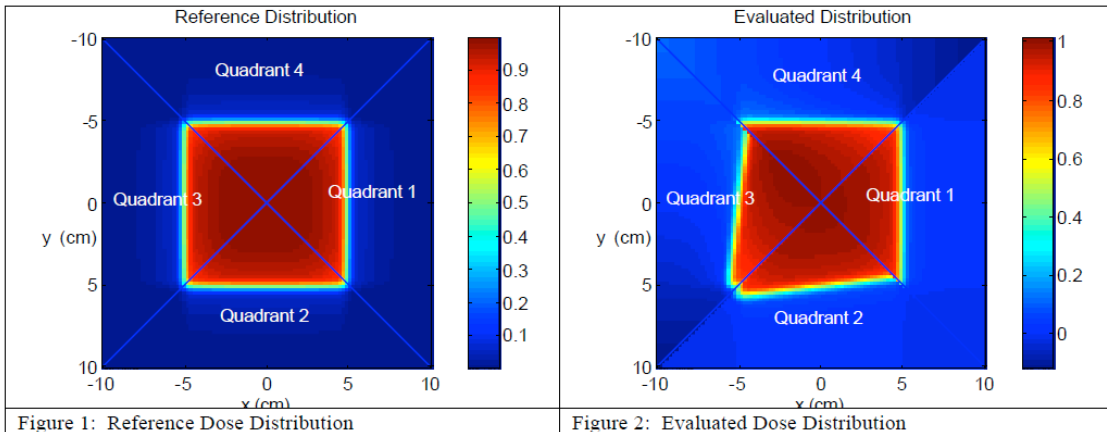 Reference Distribution
-10
-5
0
5
10
y (cm)
-10
-5
0
5
10
x (cm)
Quadrant 4
Quadrant 3
Quadrant 1
Quadrant 2
0.9
0.8
0.7
0.6
0.5
0.4
0.3
0.2
0.1
Figure 1: Reference Dose Distribution
Evaluated Distribution
-10
-5
0
5
10
y (cm)
-10
-5
0
5
10
x (cm)
Quadrant 4
Quadrant 3
Quadrant 1
Quadrant 2
1
0.8
0.6
0.4
0.2
0
Figure 2: Evaluated Dose Distribution